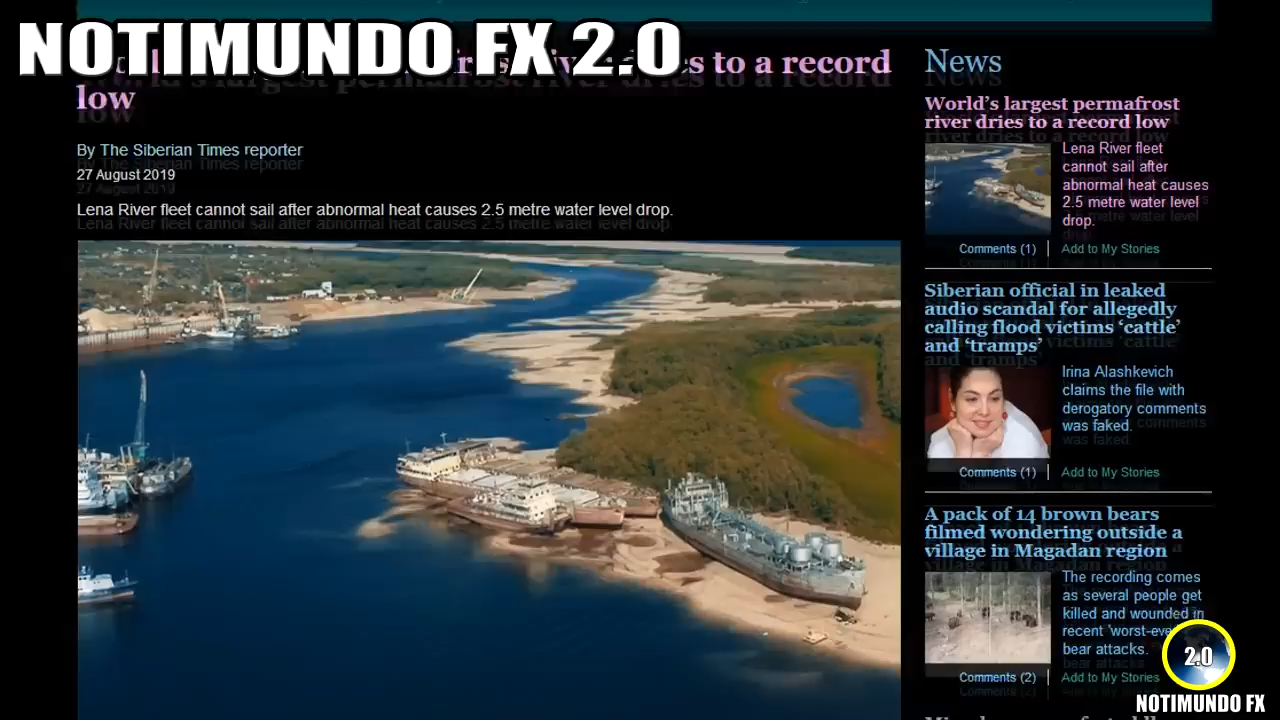 NOTIMUNDO FX 2.0
s to a record
low
By The Siberian Times reporter
27 August 2019
Lena River fleet cannot sail after abnormal heat causes 2.5 metre water level drop.
News
World’s largest permafrost
river dries to a record low
Lena River fleet
cannot sail after
abnormal heat causes
2.5 metre water level
drop.
Comments (1)
Add to My Stories
Siberian official in leaked
audio scandal for allegedly
calling flood victims ‘cattle’
and ‘tramps’
Irina Alashkevich
claims the file with
derogatory comments
was faked.
Comments (1)
Add to My Stories
A pack of 14 brown bears
filmed wondering outside a
village in Magadan region
The recording comes
as several people get
killed and wounded in
recent ‘worst-ever
bear attacks.
Comments (2)
Add to My Stories
2.0
NOTIMUNDO FX